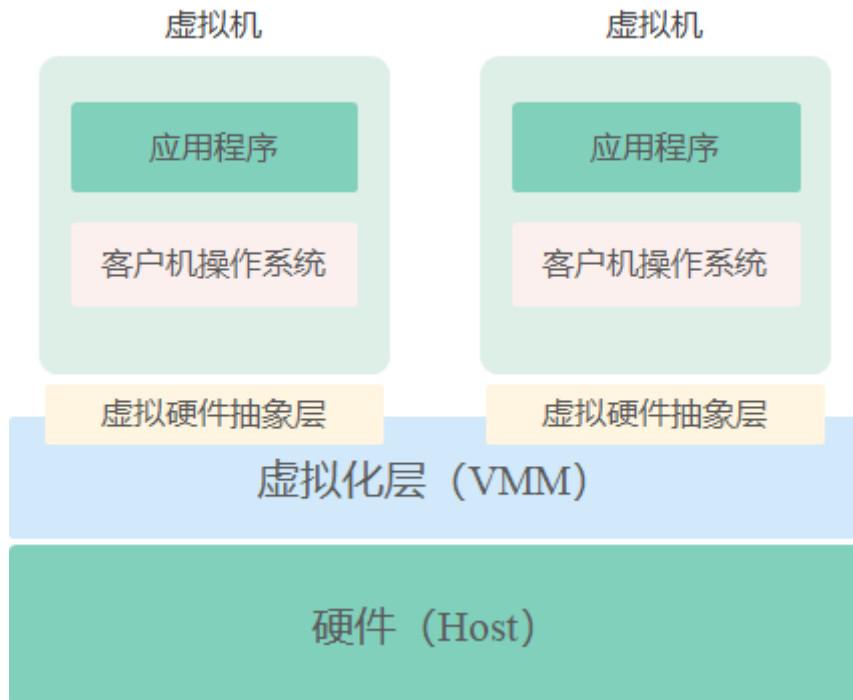 虚拟机
虚拟机
应用程序
应用程序
客户机操作系统
客户机操作系统
虚拟硬件抽象层
虚拟硬件抽象层
虚拟化层（VMM）
硬件（Host）